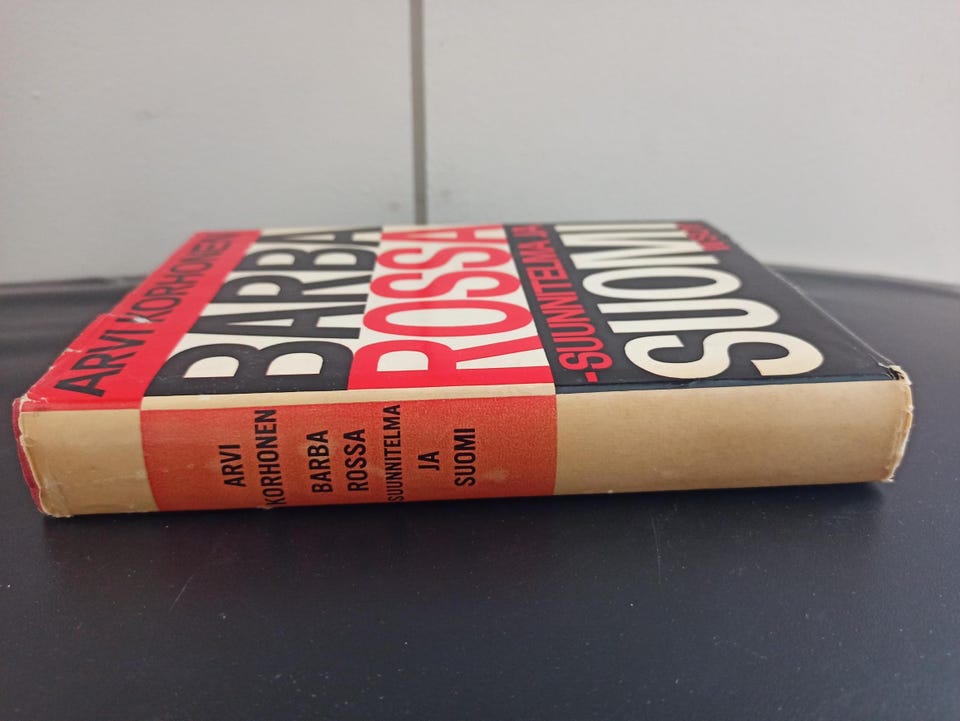 ARVI KORHONEN
BARBA
ROSSA
-SUUNNITELMA JA
SUOMI
ARVI
KORHONEN
BARBA
ROSSA
SUUNNITELMA
JA
SUOMI